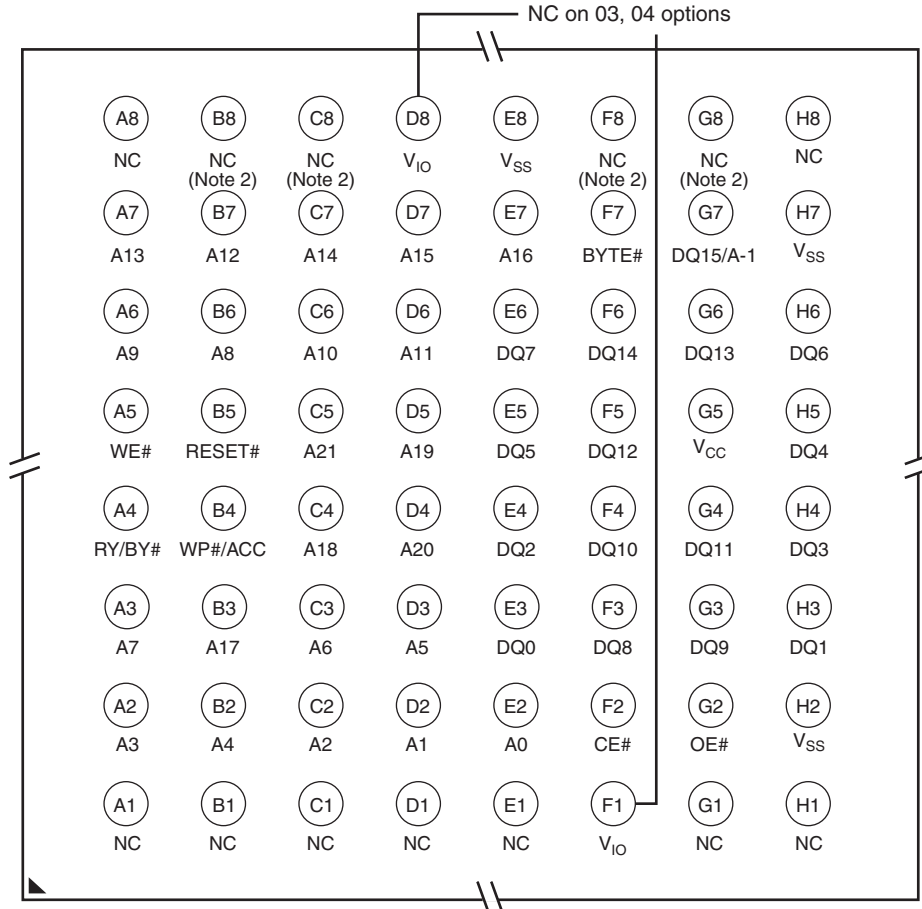 NC on 03, 04 options
A8 B8 C8 D8 E8 F8 G8 H8
NC NC NC VIO VSS NC NC NC
(Note 2) (Note 2) (Note 2) (Note 2)
A7 B7 C7 D7 E7 F7 G7 H7
A13 A12 A14 A15 A16 BYTE# DQ15/A-1 VSS
A6 B6 C6 D6 E6 F6 G6 H6
A9 A8 A10 A11 DQ7 DQ14 DQ13 DQ6
A5 B5 C5 D5 E5 F5 G5 H5
WE# RESET# A21 A19 DQ5 DQ12 VCC DQ4
A4 B4 C4 D4 E4 F4 G4 H4
RY/BY# WP#/ACC A18 A20 DQ2 DQ10 DQ11 DQ3
A3 B3 C3 D3 E3 F3 G3 H3
A7 A17 A6 A5 DQ0 DQ8 DQ9 DQ1
A2 B2 C2 D2 E2 F2 G2 H2
A3 A4 A2 A1 A0 CE# OE# VSS
A1 B1 C1 D1 E1 F1 G1 H1
NC NC NC NC NC VIO NC NC